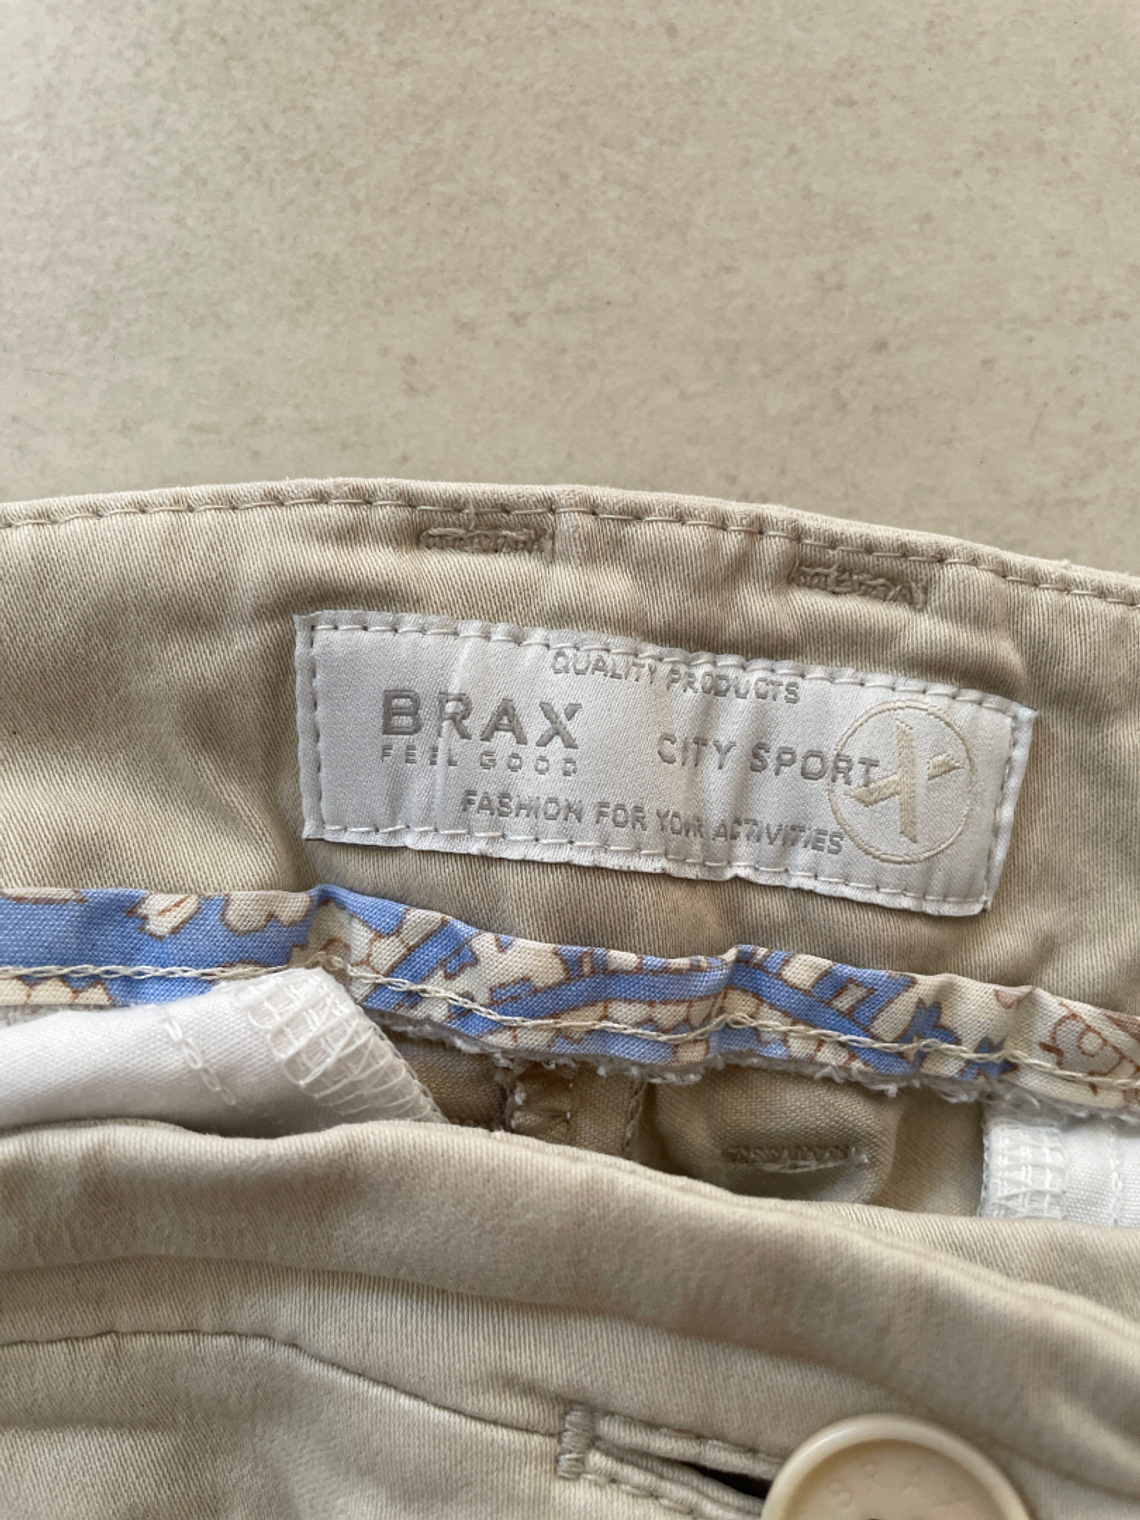 QUALITY PRODUCTS
BRAX
FEEL GOOD
CITY SPORT
FASHION FOR YOUR ACTIVITIES